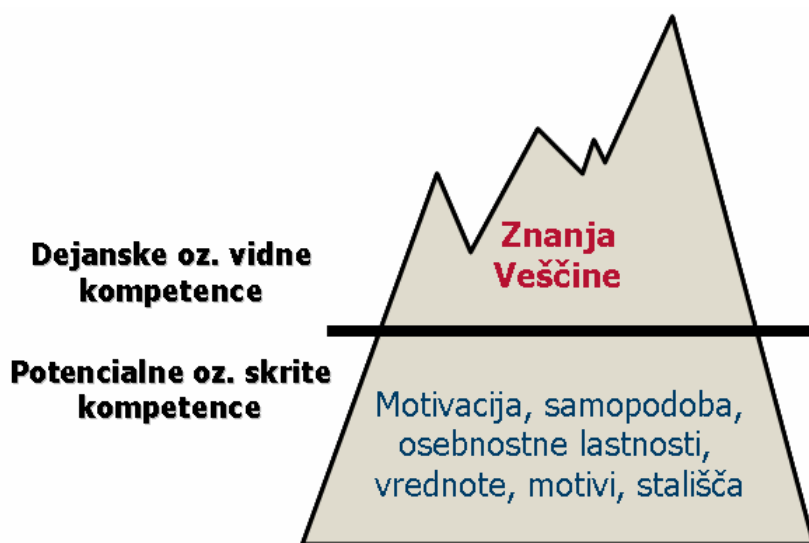 Dejanske oz. vidne
kompetence
Znanja
Veščine
Potencialne oz. skrite
kompetence
Motivacija, samopodoba,
osebnostne lastnosti,
vrednote, motivi, stališča